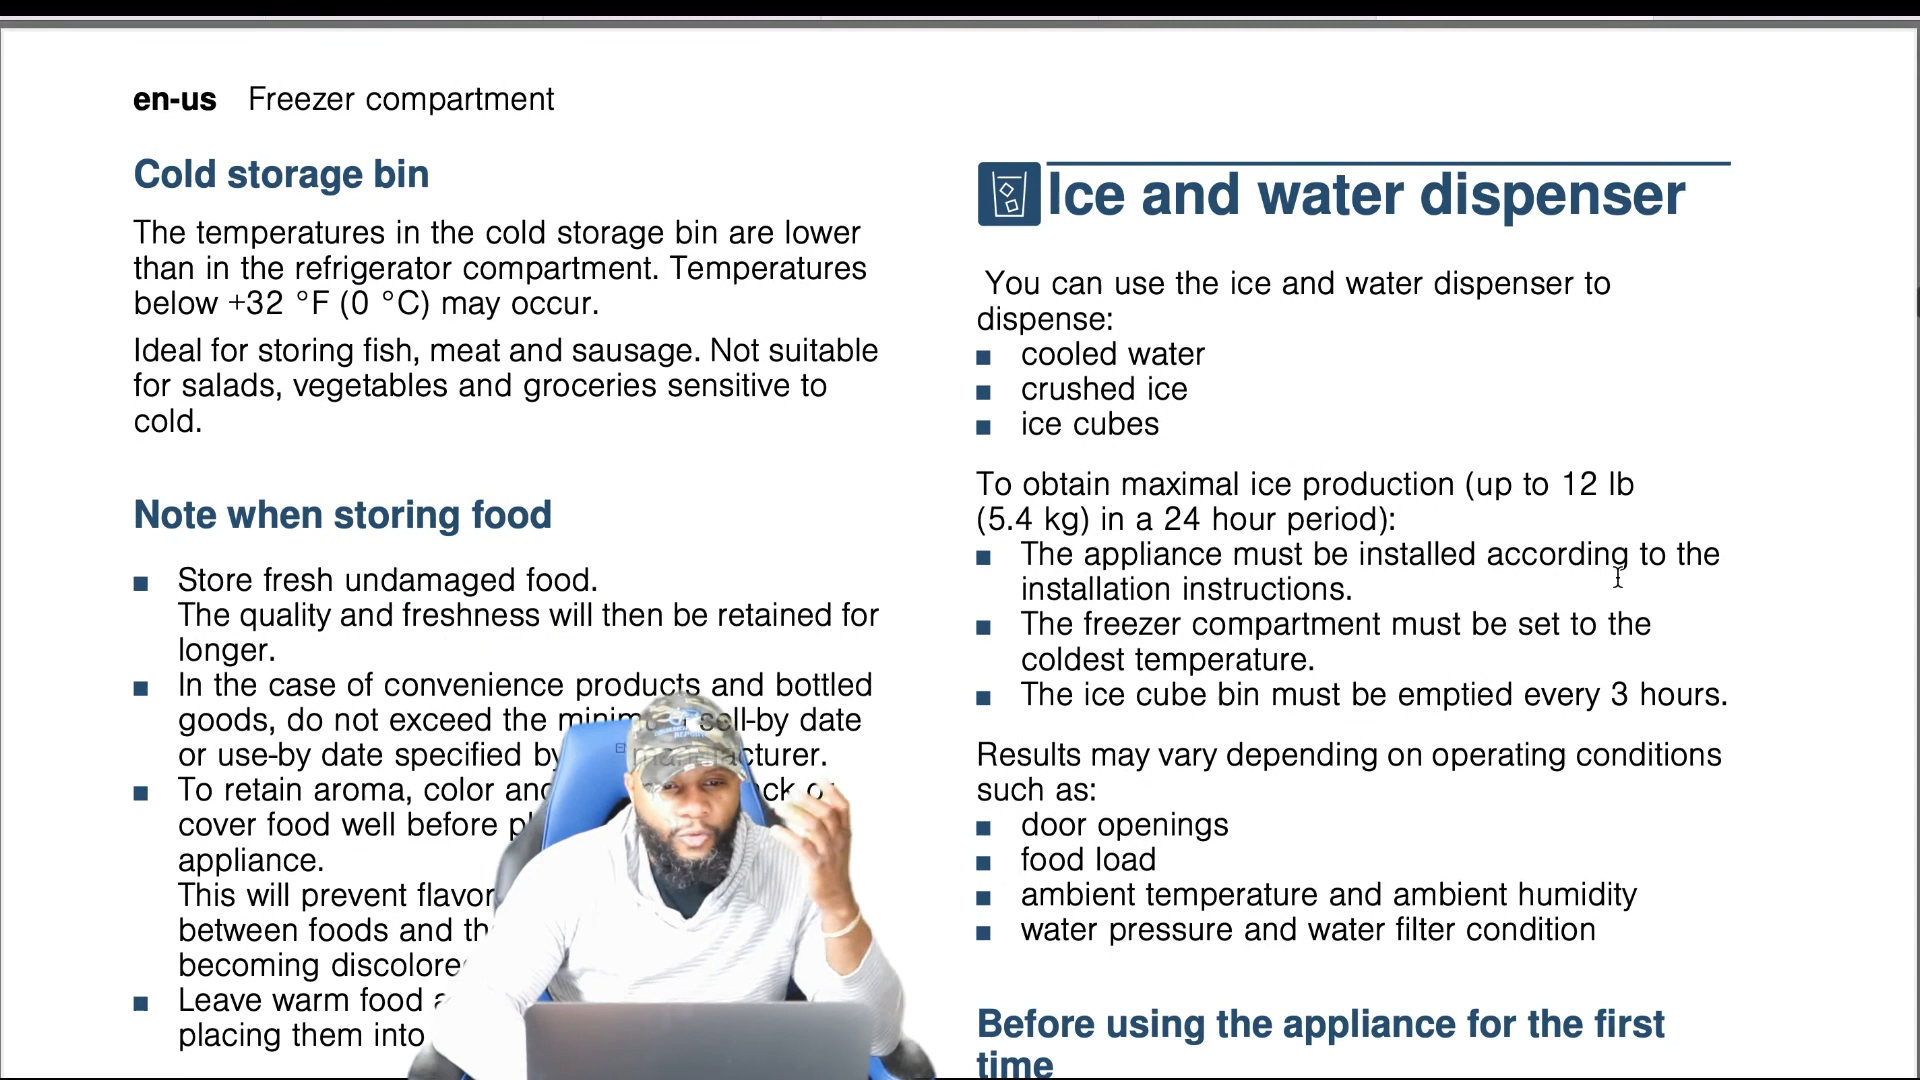 en-us Freezer compartment
Cold storage bin
The temperatures in the cold storage bin are lower
than in the refrigerator compartment. Temperatures
below +32 °F (0 °C) may occur.
Ideal for storing fish, meat and sausage. Not suitable
for salads, vegetables and groceries sensitive to
cold.
Note when storing food
■ Store fresh undamaged food.
The quality and freshness will then be retained for
longer.
■ In the case of convenience products and bottled
goods, do not exceed the sell-by date
or use-by date specified by
■ To retain aroma, color
cover food well before
appliance.
This will prevent
between foods and
becoming
■ Leave warm food
placing them into
Ice and water dispenser
You can use the ice and water dispenser to
dispense:
■ cooled water
■ crushed ice
■ ice cubes
To obtain maximal ice production (up to 12 lb
(5.4 kg) in a 24 hour period):
■ The appliance must be installed according to the
installation instructions.
■ The freezer compartment must be set to the
coldest temperature.
■ The ice cube bin must be emptied every 3 hours.
Results may vary depending on operating conditions
such as:
■ door openings
■ food load
■ ambient temperature and ambient humidity
■ water pressure and water filter condition
Before using the appliance for the first
time